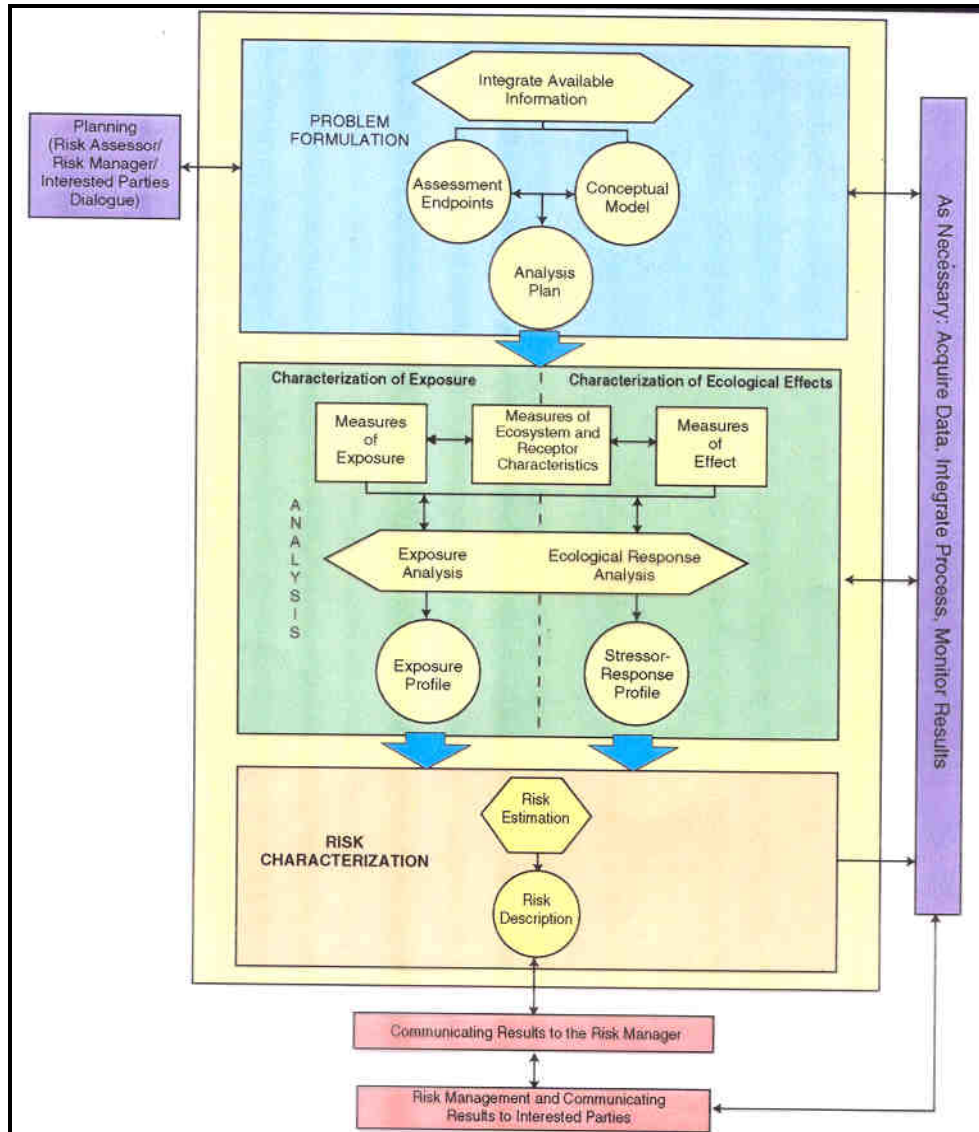 Integrate Available
Information
PROBLEM
FORMULATION
Planning
(Risk Assessor/
Risk Manager/
Interested Parties
Dialogue)
Assessment
Endpoints
Conceptual
Model
Analysis
Plan
As Necessary: Acquire Data, Integrate Process, Monitor Results
Characterization of Exposure
Characterization of Ecological Effects
Measures
of
Exposure
Measures of
Ecosystem and
Receptor
Characteristics
Measures
of
Effect
ANALYSIS
Exposure
Analysis
Ecological Response
Analysis
Exposure
Profile
Stressor-
Response
Profile
Risk
Estimation
RISK
CHARACTERIZATION
Risk
Description
Communicating Results to the Risk Manager
Risk Management and Communicating
Results to Interested Parties